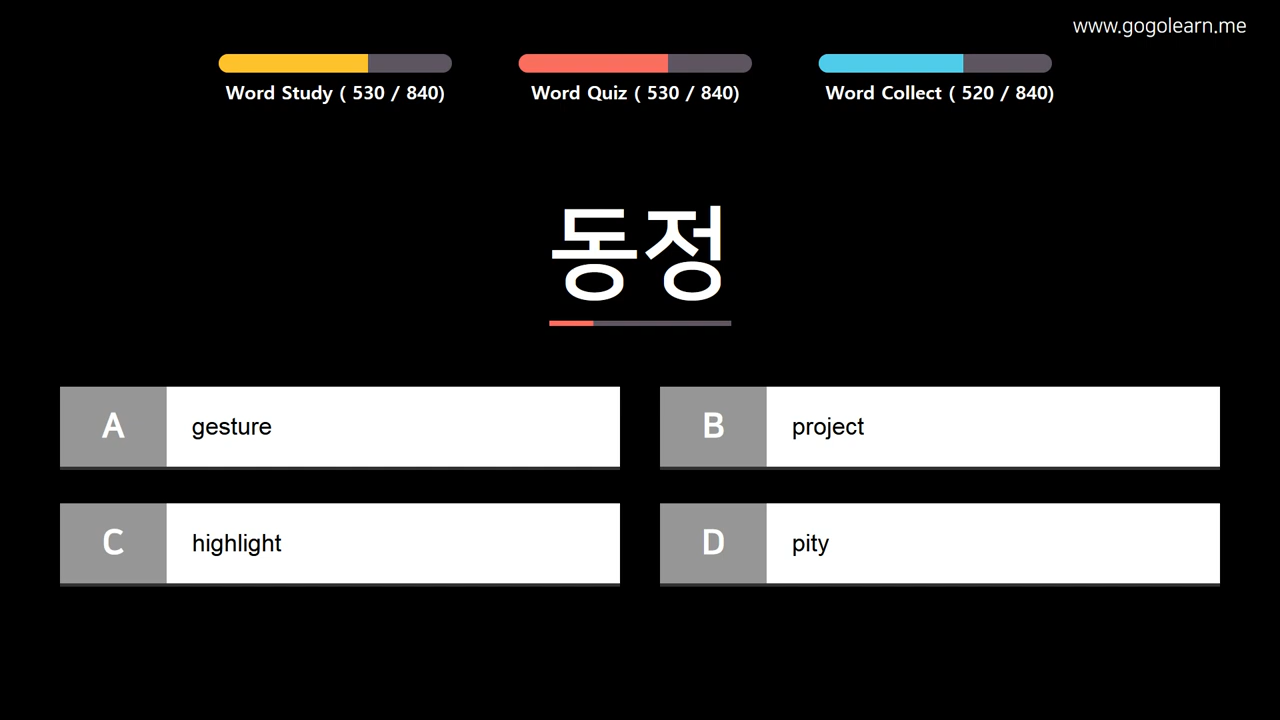 www.gogolearn.me
Word Study ( 530 / 840)
Word Quiz ( 530 / 840)
Word Collect ( 520 / 840)
동정
A gesture
B project
C highlight
D pity